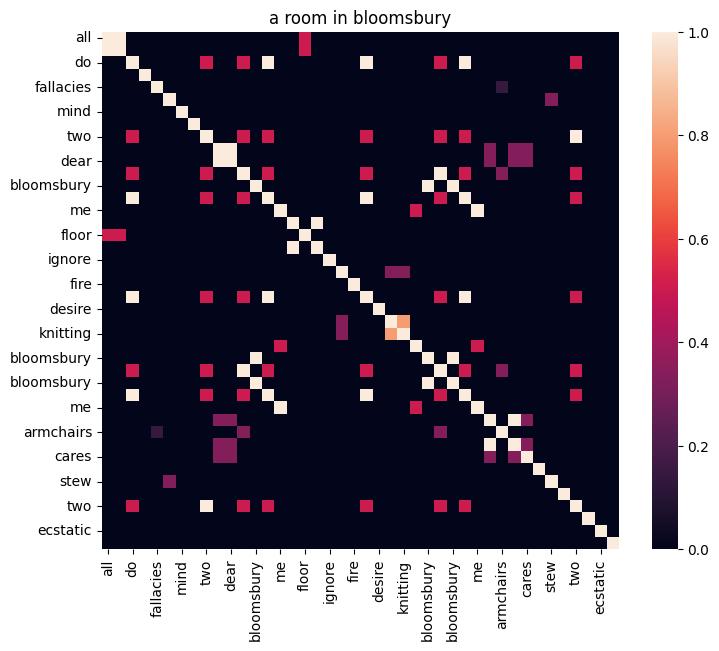 a room in bloomsbury
all
do
fallacies
mind
two
dear
bloomsbury
me
floor
ignore
fire
desire
knitting
bloomsbury
bloomsbury
me
armchairs
cares
stew
two
ecstatic
all
do
fallacies
mind
two
dear
bloomsbury
me
floor
ignore
fire
desire
knitting
bloomsbury
bloomsbury
me
armchairs
cares
stew
two
ecstatic
1.0
0.8
0.6
0.4
0.2
0.0